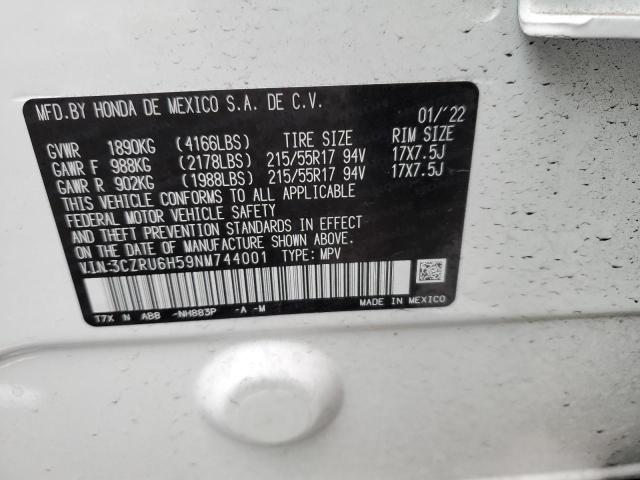 MFD.BY HONDA DE MEXICO S.A. DE C.V. 01/'22
GVWR 1890KG (4166LBS) TIRE SIZE RIM SIZE
GAWR F 988KG (2178LBS) 215/55R17 94V 17X7.5J
GAWR R 902KG (1988LBS) 215/55R17 94V 17X7.5J
THIS VEHICLE CONFORMS TO ALL APPLICABLE
FEDERAL MOTOR VEHICLE SAFETY
AND THEFT PREVENTION STANDARDS IN EFFECT
ON THE DATE OF MANUFACTURE SHOWN ABOVE.
V.I.N:3CZRU6H59NM744001 TYPE: MPV
MADE IN MEXICO
T7X N ABB -NH883P -A -M